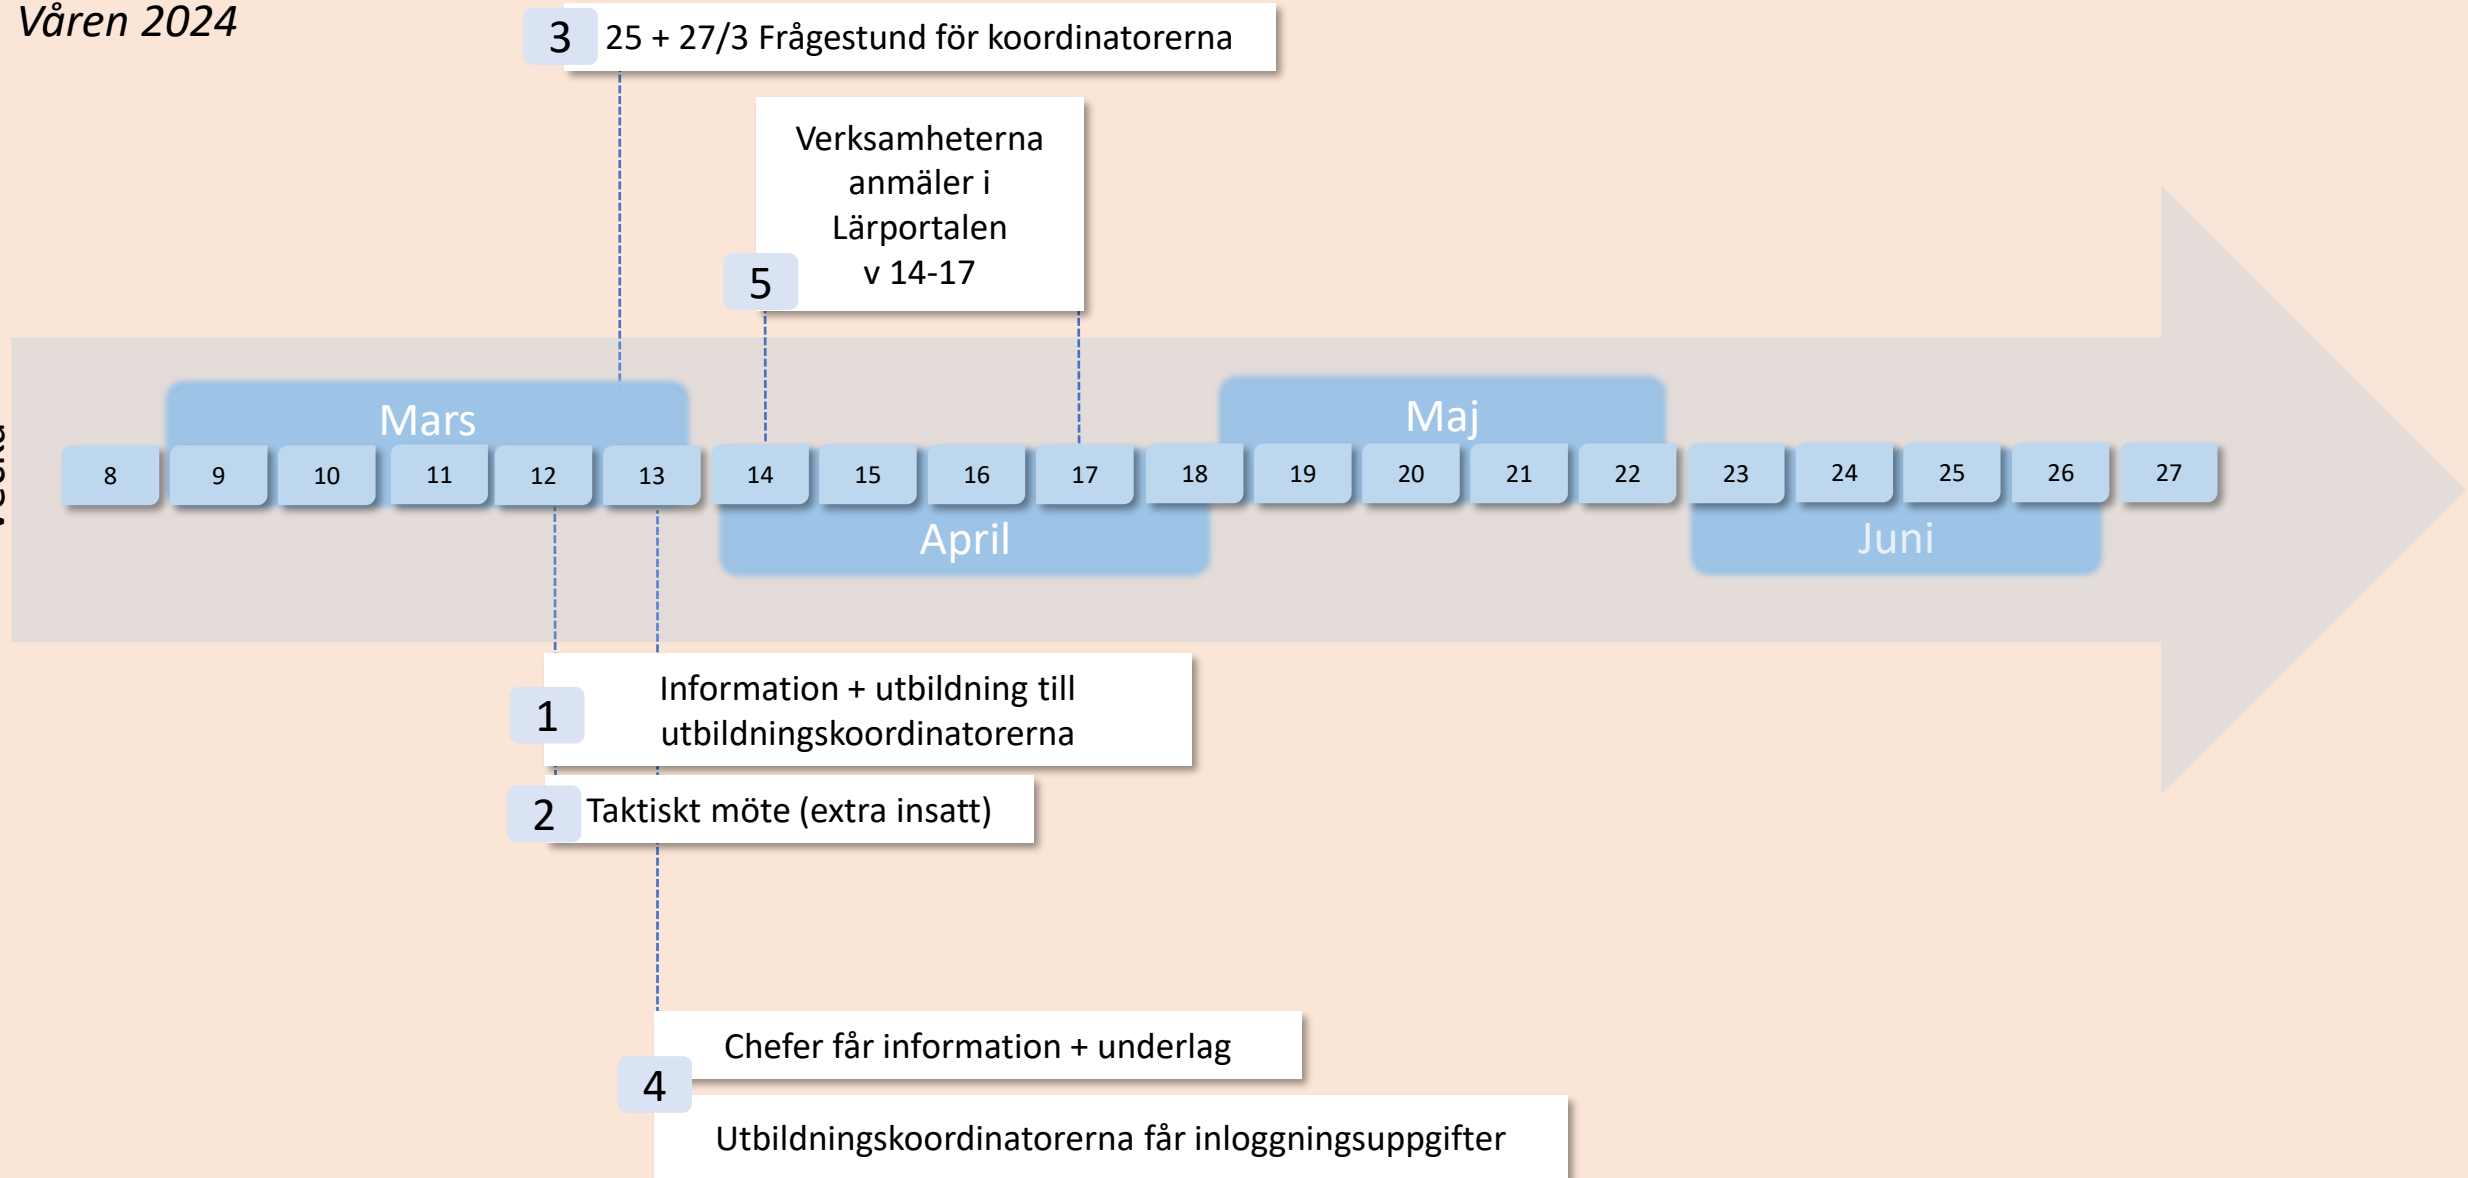 Våren 2024
3
25 + 27/3 Frågestund för koordinatorerna
Verksamheterna
anmäler i
Lärportalen
v 14-17
5
Mars
Maj
8
9
10
11
12
13
14
15
16
17
18
19
20
21
22
23
24
25
26
27
April
Juni
1
Information + utbildning till
utbildningskoordinatorerna
2
Taktiskt möte (extra insatt)
Chefer får information + underlag
4
Utbildningskoordinatorerna får inloggningsuppgifter